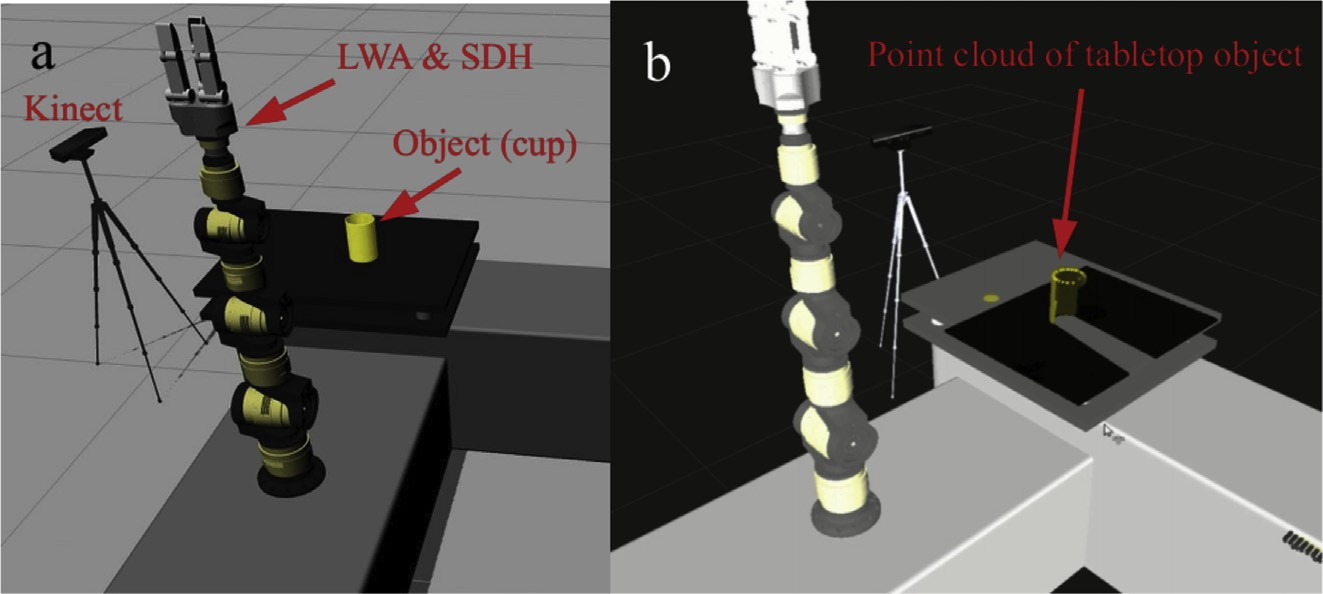 a
LWA & SDH
Kinect
Object (cup)
b
Point cloud of tabletop object